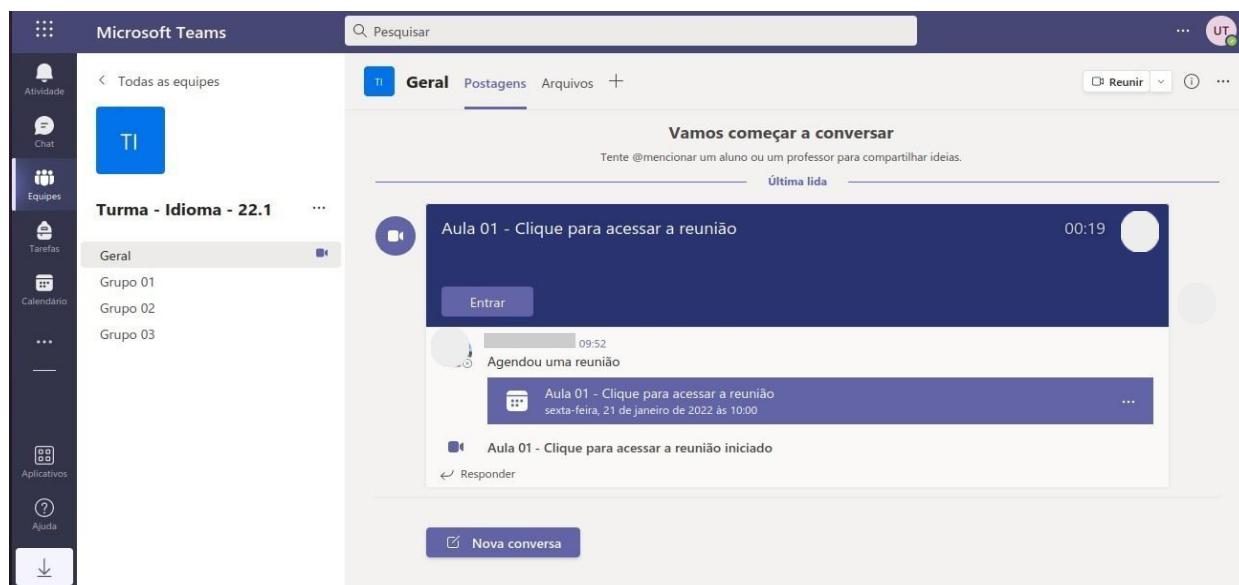 Microsoft Teams
Pesquisar
...
UT
Atividade
Chat
Equipes
Tarefas
Calendário
...
Aplicativos
Ajuda
Todas as equipes
TI
Turma - Idioma - 22.1 ...
Geral
Grupo 01
Grupo 02
Grupo 03
TI Geral Postagens Arquivos + Reunir ...
Vamos começar a conversar
Tente @mencionar um aluno ou um professor para compartilhar ideias.
Última lida
Aula 01 - Clique para acessar a reunião 00:19
Entrar
09:52
Agendou uma reunião
Aula 01 - Clique para acessar a reunião
sexta-feira, 21 de janeiro de 2022 às 10:00
...
Aula 01 - Clique para acessar a reunião iniciado
Responder
Nova conversa